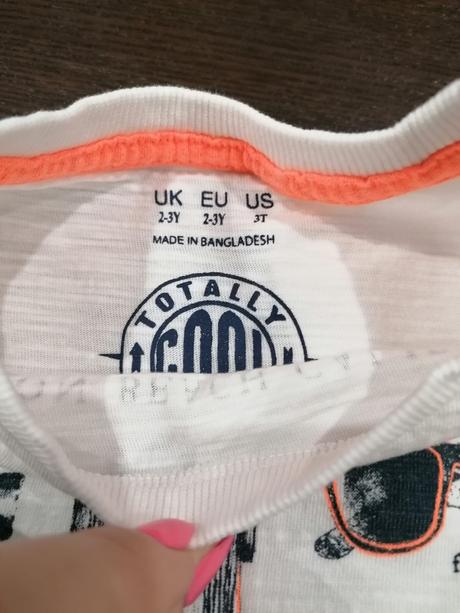 UK EU US
2-3Y 2-3Y 3T
MADE IN BANGLADESH
TOTALLY
COOL